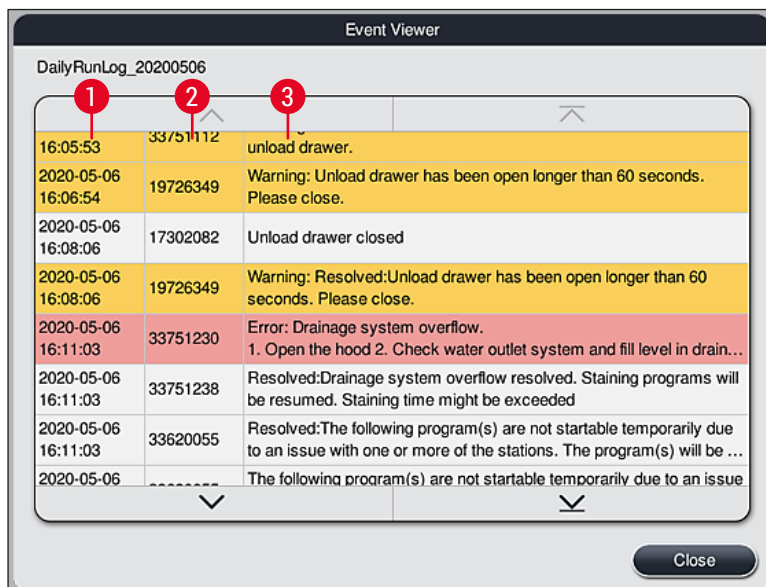 Event Viewer
DailyRunLog_20200506
1 2 3
16:05:53 33751112 unload drawer.
2020-05-06
16:06:54
19726349
Warning: Unload drawer has been open longer than 60 seconds.
Please close.
2020-05-06
16:08:06
17302082
Unload drawer closed
2020-05-06
16:08:06
19726349
Warning: Resolved:Unload drawer has been open longer than 60
seconds. Please close.
2020-05-06
16:11:03
33751230
Error: Drainage system overflow.
1. Open the hood 2. Check water outlet system and fill level in drain...
2020-05-06
16:11:03
33751238
Resolved:Drainage system overflow resolved. Staining programs will
be resumed. Staining time might be exceeded
2020-05-06
16:11:03
33620055
Resolved:The following program(s) are not startable temporarily due
to an issue with one or more of the stations. The program(s) will be ...
2020-05-06
The following program(s) are not startable temporarily due to an issue
Close